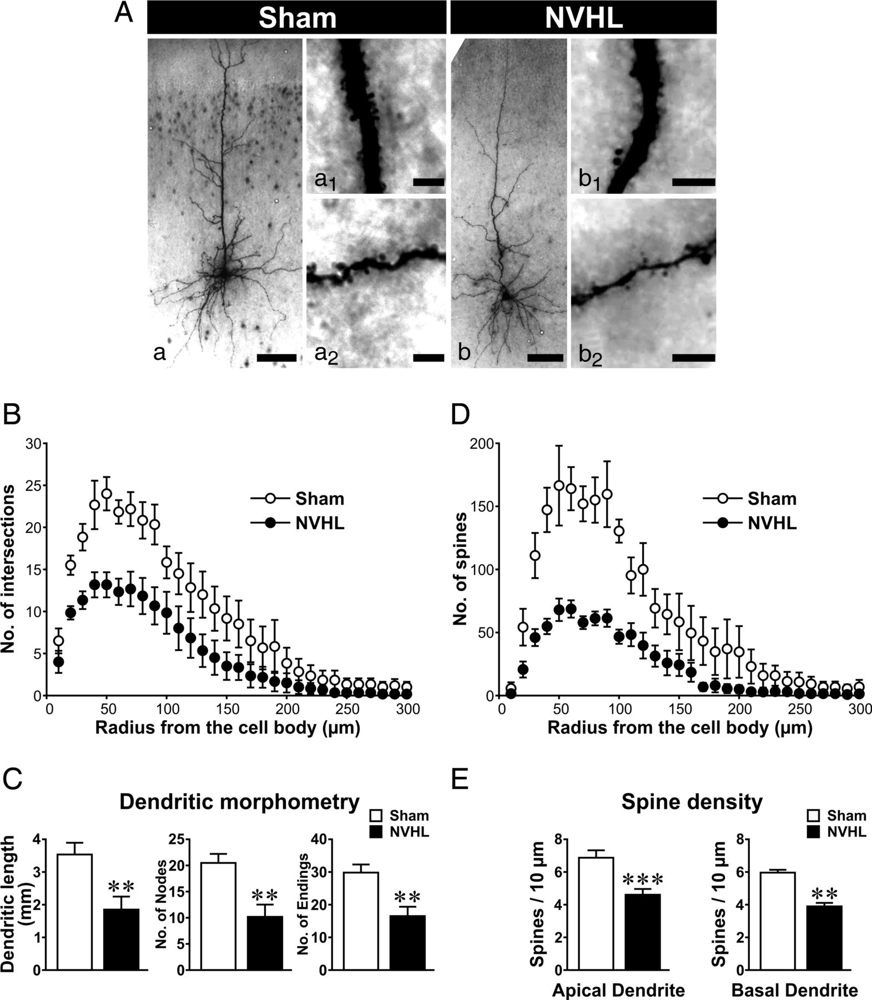 A
Sham
NVHL
a
a1
a2
b
b1
b2
B
30
25
20
15
10
5
0
No. of intersections
Sham
NVHL
0 50 100 150 200 250 300
Radius from the cell body (µm)
D
200
150
100
50
0
No. of spines
Sham
NVHL
0 50 100 150 200 250 300
Radius from the cell body (µm)
C
Dendritic morphometry
Sham
NVHL
Dendritic length
(mm)
4
3
2
1
0
**
No. of Nodes
25
20
15
10
5
0
**
No. of Endings
40
30
20
10
0
**
E
Spine density
Sham
NVHL
Spines / 10 µm
8
6
4
2
0
***
Apical Dendrite
Spines / 10 µm
8
6
4
2
0
**
Basal Dendrite